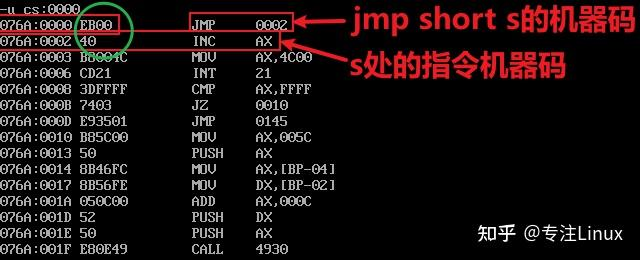 -u cs:0000
076A:0000 EB00 JMP 0002 jmp short s的机器码
076A:0002 40 INC AX
076A:0003 B8004C MOV AX,4C00 s处的指令机器码
076A:0006 CD21 INT 21
076A:0008 3DFFFF CMP AX,FFFF
076A:000B 7403 JZ 0010
076A:000D E93501 JMP 0145
076A:0010 B85C00 MOV AX,005C
076A:0013 50 PUSH AX
076A:0014 8B46FC MOV AX,[BP-04]
076A:0017 8B56FE MOV DX,[BP-02]
076A:001A 050C00 ADD AX,000C
076A:001D 52 PUSH DX
076A:001E 50 PUSH AX
076A:001F E80E49 CALL 4930
知乎 @专注Linux